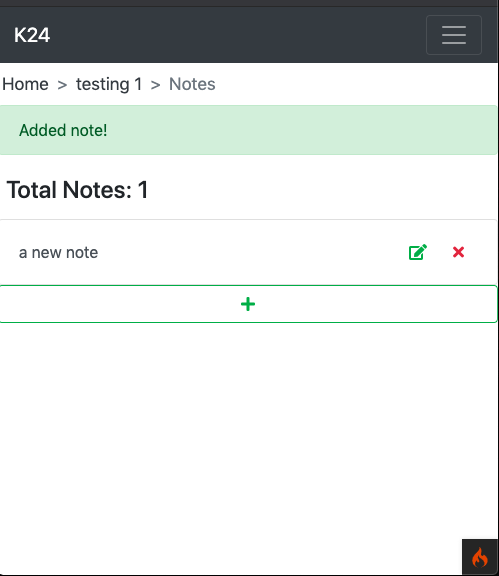 K24
Home > testing 1 > Notes
Added note!
Total Notes: 1
a new note